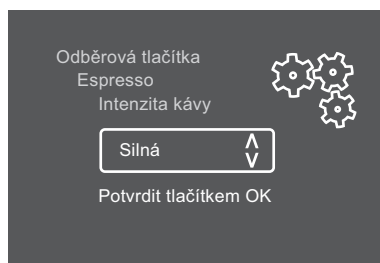 Odběrová tlačítka
Espresso
Intenzita kávy
Silná
Potvrdit tlačítkem OK